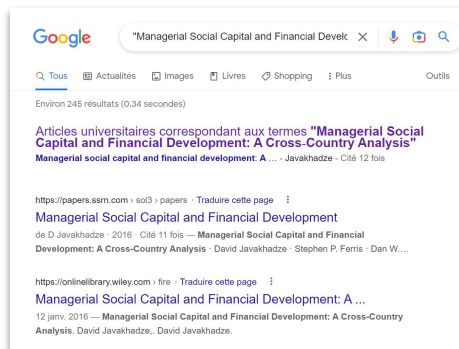 Google
"Managerial Social Capital and Financial Develo
Tous Actualités Images Livres Shopping Plus Outils
Environ 245 résultats (0,34 secondes)
Articles universitaires correspondant aux termes "Managerial Social
Capital and Financial Development: A Cross-Country Analysis"
Managerial social capital and financial development: A … - Javakhadze - Cité 12 fois
https://papers.ssrn.com › sol3 › papers · Traduire cette page
Managerial Social Capital and Financial Development
de D Javakhadze · 2016 · Cité 11 fois — Managerial Social Capital and Financial
Development: A Cross-Country Analysis · David Javakhadze · Stephen P. Ferris · Dan W....
https://onlinelibrary.wiley.com › fire · Traduire cette page
Managerial Social Capital and Financial Development: A ...
12 janv. 2016 — Managerial Social Capital and Financial Development: A Cross-Country
Analysis. David Javakhadze,. David Javakhadze.